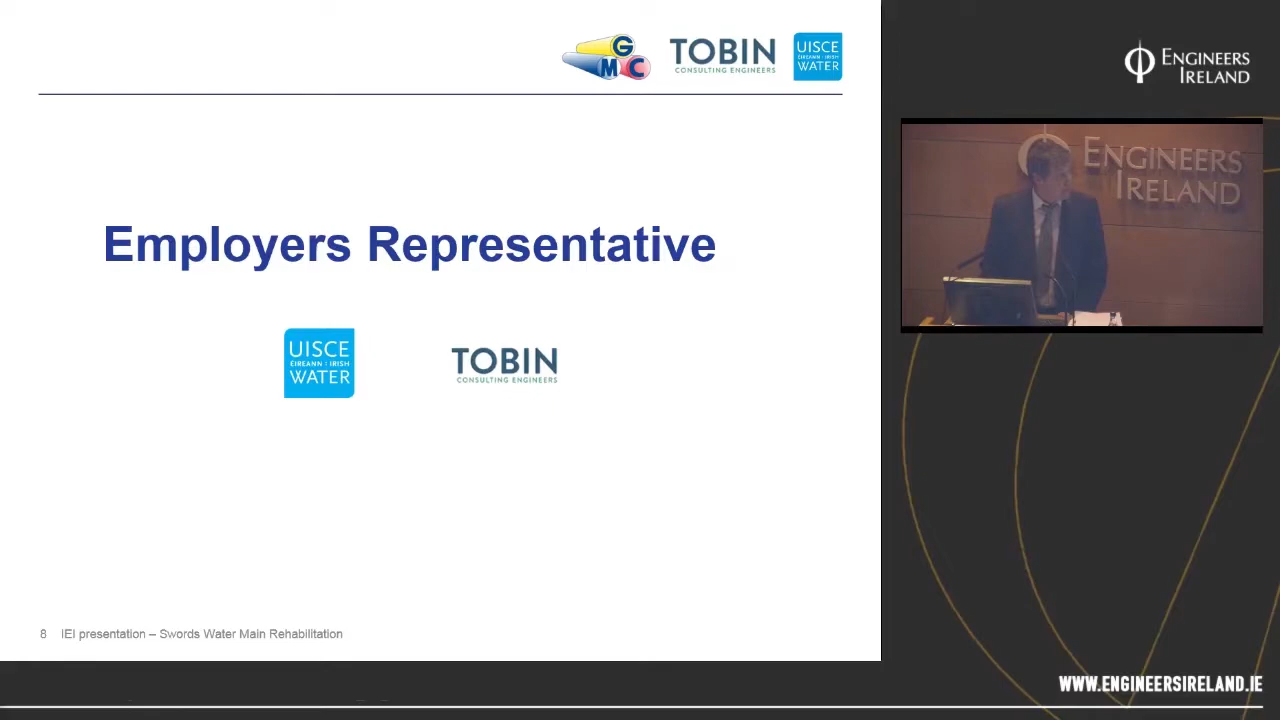 G
M C
TOBIN
CONSULTING ENGINEERS
UISCE
ÉIREANN : IRISH
WATER
ENGINEERS
IRELAND
ENGINEERS
IRELAND
Employers Representative
UISCE
ÉIREANN : IRISH
WATER
TOBIN
CONSULTING ENGINEERS
8 IEI presentation – Swords Water Main Rehabilitation
WWW.ENGINEERSIRELAND.IE